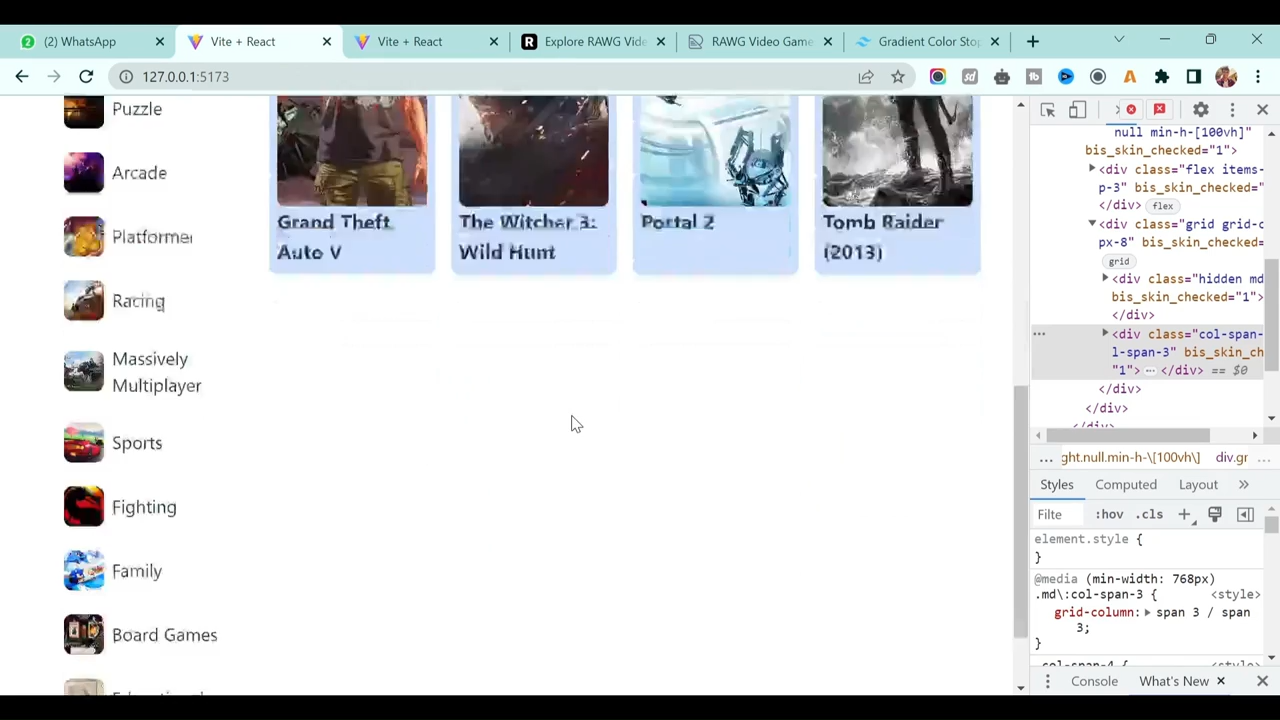 2
(2) WhatsApp
Vite + React
Vite + React
R
Explore RAWG Vid
RAWG Video Game
Gradient Color Sto
127.0.0.1:5173
sd
tb
A
Puzzle
Arcade
Platformer
Racing
Massively
Multiplayer
Sports
Fighting
Family
Board Games
Grand Theft
Auto V
The Witcher 3:
Wild Hunt
Portal 2
Tomb Raider
(2013)
null min-h-[100vh]"
bis_skin_checked="1">
<div class="flex items-
p-3" bis_skin_checked="
</div> flex
<div class="grid grid-c
px-8" bis_skin_checked=
grid
<div class="hidden md
bis_skin_checked="1">
</div>
<div class="col-span-
l-span-3" bis_skin_ch
"1"> ⋯ </div> == $0
</div>
</div>
... ght.null.min-h-\[100vh\] div.gr ...
Styles
Computed
Layout
Filte
:hov .cls
element.style {
}
@media (min-width: 768px)
.md\:col-span-3 { <style>
grid-column: span 3 / span
3;
}
Console
What's New